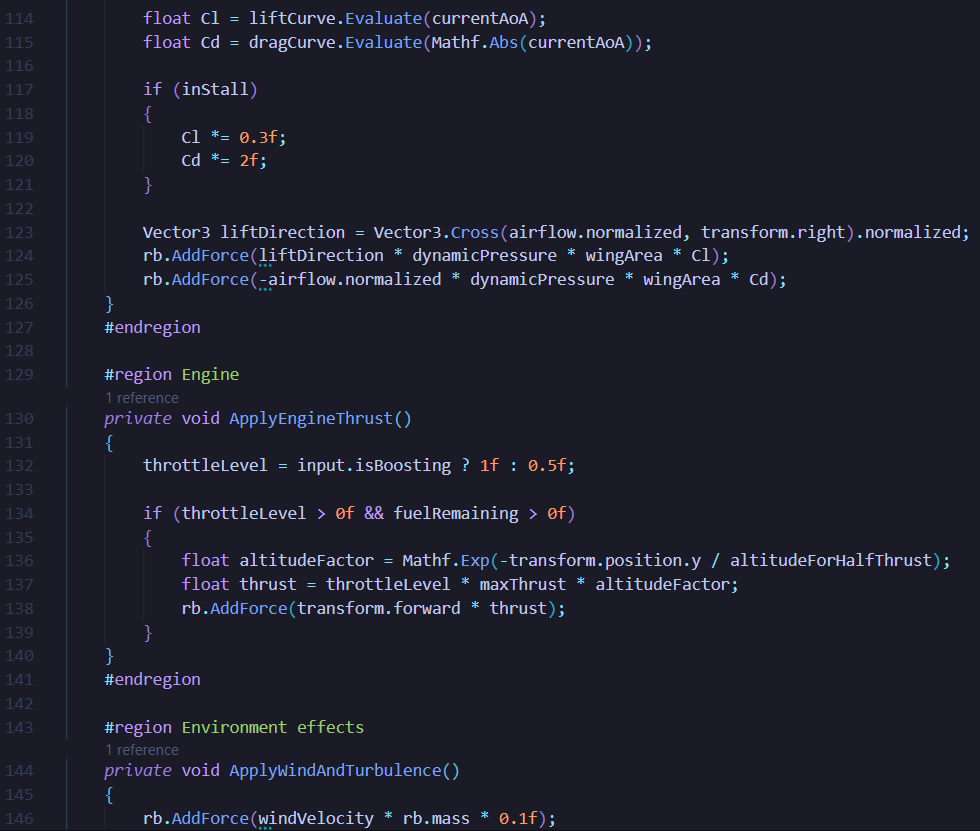 114 float Cl = liftCurve.Evaluate(currentAoA);
115 float Cd = dragCurve.Evaluate(Mathf.Abs(currentAoA));
116
117 if (inStall)
118 {
119 Cl *= 0.3f;
120 Cd *= 2f;
121 }
122
123 Vector3 liftDirection = Vector3.Cross(airflow.normalized, transform.right).normalized;
124 rb.AddForce(liftDirection * dynamicPressure * wingArea * Cl);
125 rb.AddForce(-airflow.normalized * dynamicPressure * wingArea * Cd);
126 }
127 #endregion
128
129 #region Engine
1 reference
130 private void ApplyEngineThrust()
131 {
132 throttleLevel = input.isBoosting ? 1f : 0.5f;
133
134 if (throttleLevel > 0f && fuelRemaining > 0f)
135 {
136 float altitudeFactor = Mathf.Exp(-transform.position.y / altitudeForHalfThrust);
137 float thrust = throttleLevel * maxThrust * altitudeFactor;
138 rb.AddForce(transform.forward * thrust);
139 }
140 }
141 #endregion
142
143 #region Environment effects
1 reference
144 private void ApplyWindAndTurbulence()
145 {
146 rb.AddForce(windVelocity * rb.mass * 0.1f);